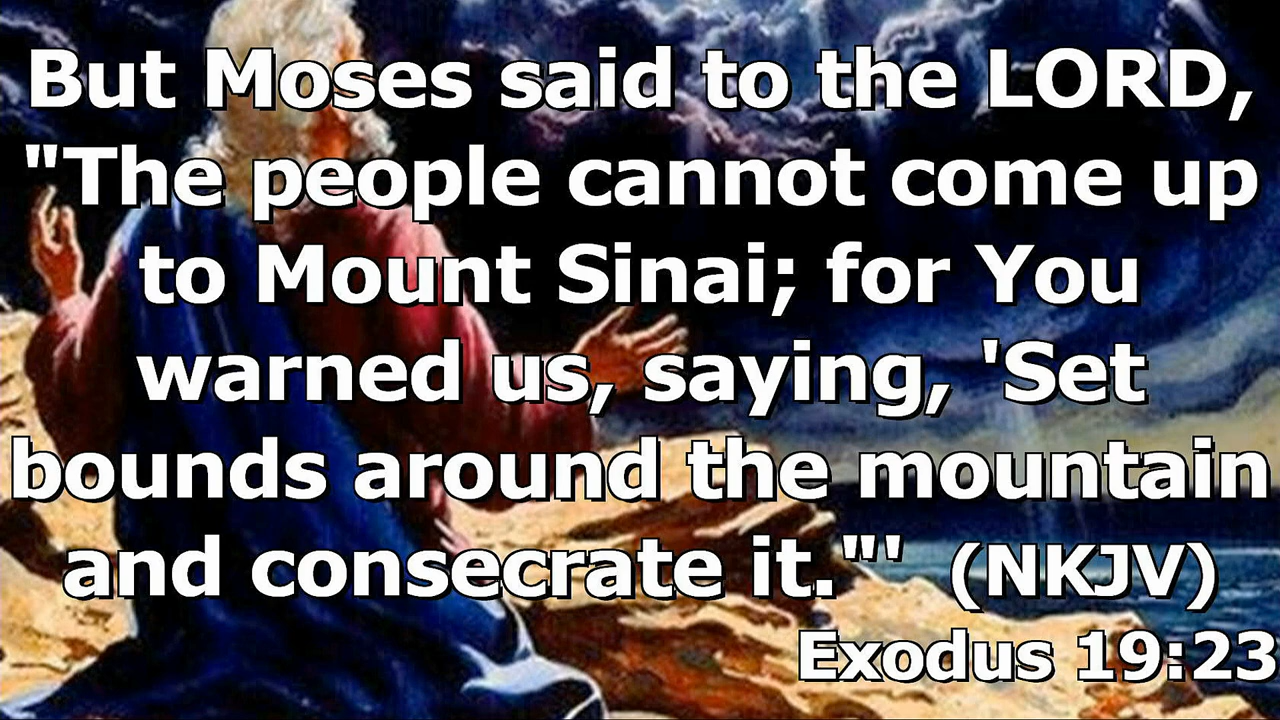 But Moses said to the LORD,
"The people cannot come up
to Mount Sinai; for You
warned us, saying, 'Set
bounds around the mountain
and consecrate it."' (NKJV)
Exodus 19:23